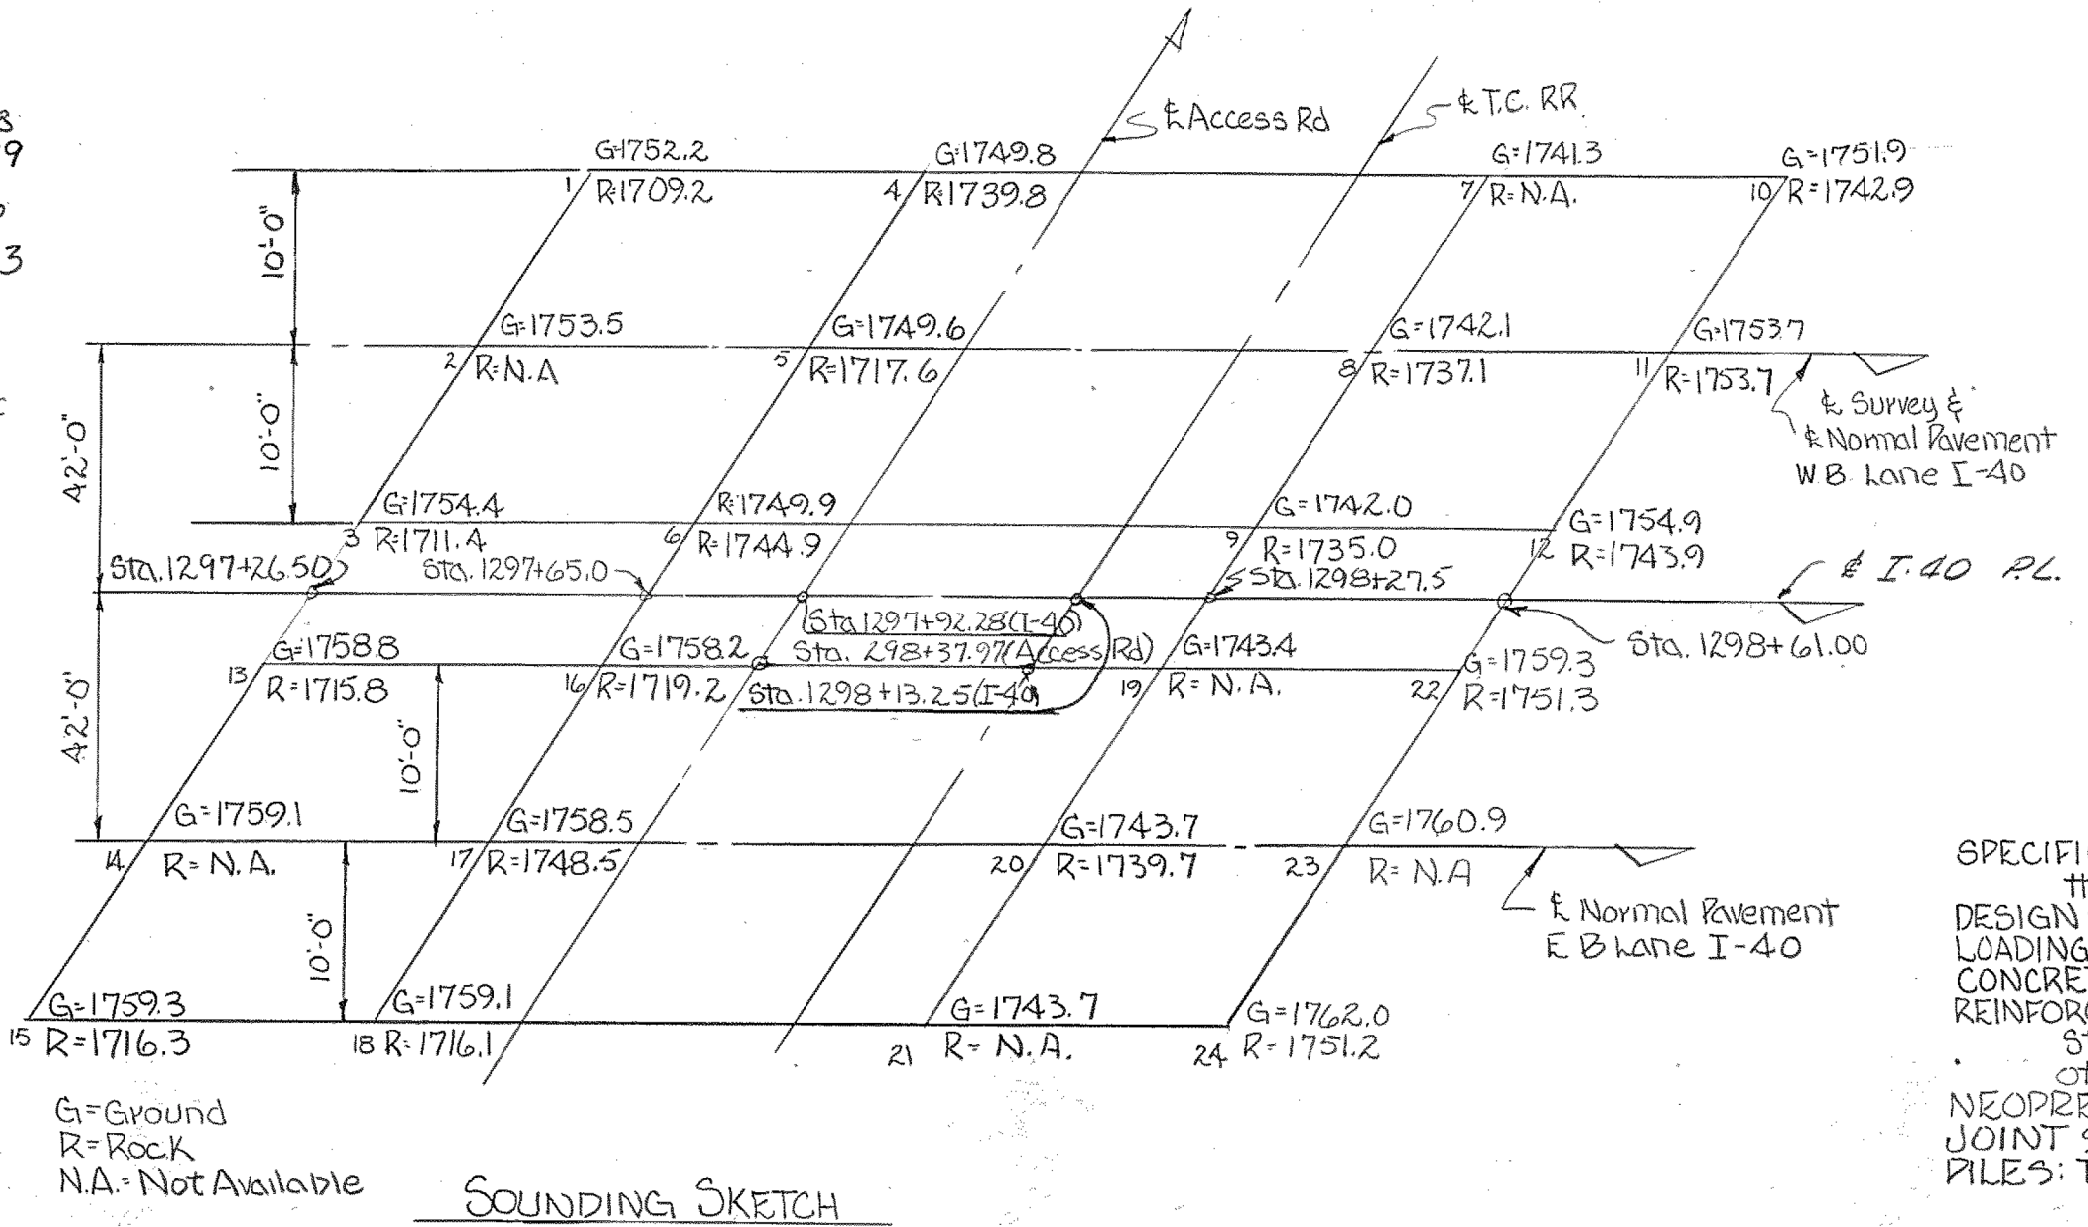 3
9
3
℄ Access Rd
℄ T.C. RR
G=1752.2
1 R=1709.2
G=1749.8
4 R=1739.8
G=1741.3
7 R=N.A.
G=1751.9
10 R=1742.9
10'-0"
G=1753.5
2 R=N.A
G=1749.6
5 R=1717.6
G=1742.1
8 R=1737.1
G=1753.7
11 R=1753.7
℄ Survey &
℄ Normal Pavement
W.B. Lane I-40
42'-0"
10'-0"
G=1754.4
3 R=1711.4
R=1749.9
6 R=1744.9
G=1742.0
9 R=1735.0
G=1754.9
12 R=1743.9
Sta. 1297+26.50
Sta. 1297+65.0
Sta. 1298+27.5
℄ I-40 P.L.
Sta 1297+92.28 (I-40)
Sta. 298+37.97 (Access Rd)
Sta. 1298+13.25 (I-40)
Sta. 1298+61.00
42'-0"
G=1758.8
13 R=1715.8
G=1758.2
16 R=1719.2
G=1743.4
19 R=N.A.
G=1759.3
22 R=1751.3
10'-0"
G=1759.1
14 R=N.A.
G=1758.5
17 R=1748.5
G=1743.7
20 R=1739.7
G=1760.9
23 R=N.A
℄ Normal Pavement
E B Lane I-40
10'-0"
G=1759.3
15 R=1716.3
G=1759.1
18 R=1716.1
G=1743.7
21 R=N.A.
G=1762.0
24 R=1751.2
G=Ground
R=Rock
N.A.=Not Available
SOUNDING SKETCH
SPECIFI
DESIGN
LOADING
CONCRE
REINFOR
St
NEOPRE
JOINT S
PILES: T